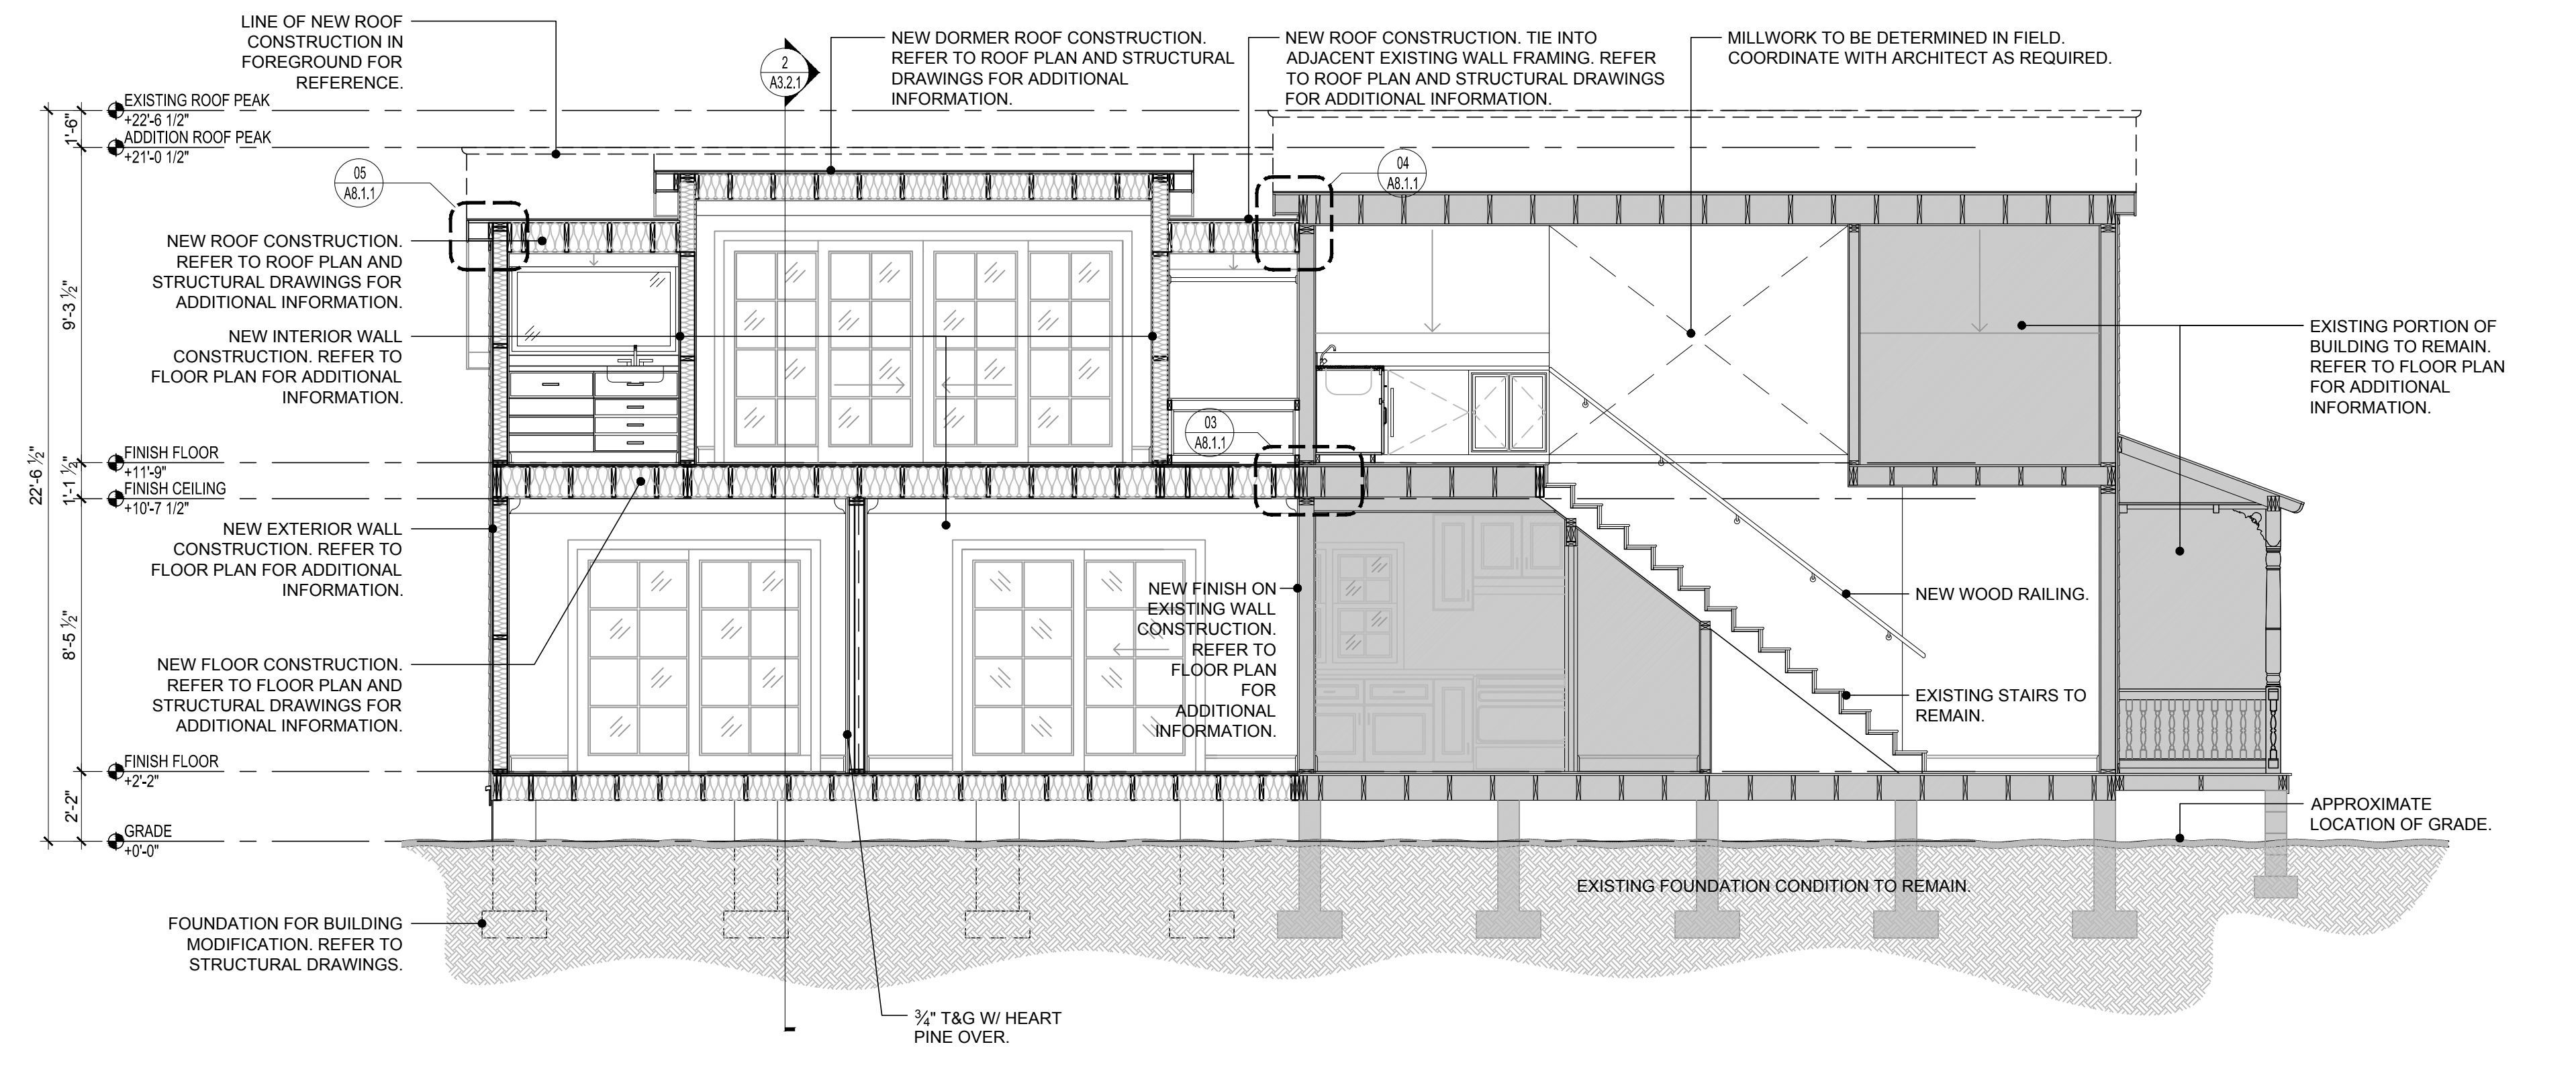 LINE OF NEW ROOF
CONSTRUCTION IN
FOREGROUND FOR
REFERENCE.
2
A3.2.1
NEW DORMER ROOF CONSTRUCTION.
REFER TO ROOF PLAN AND STRUCTURAL
DRAWINGS FOR ADDITIONAL
INFORMATION.
NEW ROOF CONSTRUCTION. TIE INTO
ADJACENT EXISTING WALL FRAMING. REFER
TO ROOF PLAN AND STRUCTURAL DRAWINGS
FOR ADDITIONAL INFORMATION.
MILLWORK TO BE DETERMINED IN FIELD.
COORDINATE WITH ARCHITECT AS REQUIRED.
EXISTING ROOF PEAK
+22'-6 1/2"
1'-6"
ADDITION ROOF PEAK
+21'-0 1/2"
05
A8.1.1
04
A8.1.1
NEW ROOF CONSTRUCTION.
REFER TO ROOF PLAN AND
STRUCTURAL DRAWINGS FOR
ADDITIONAL INFORMATION.
9'-3 ½"
NEW INTERIOR WALL
CONSTRUCTION. REFER TO
FLOOR PLAN FOR ADDITIONAL
INFORMATION.
EXISTING PORTION OF
BUILDING TO REMAIN.
REFER TO FLOOR PLAN
FOR ADDITIONAL
INFORMATION.
03
A8.1.1
22'-6 ½"
FINISH FLOOR
+11'-9"
1'-1 ½"
FINISH CEILING
+10'-7 1/2"
NEW EXTERIOR WALL
CONSTRUCTION. REFER TO
FLOOR PLAN FOR ADDITIONAL
INFORMATION.
8'-5 ½"
NEW FINISH ON
EXISTING WALL
CONSTRUCTION.
REFER TO
FLOOR PLAN
FOR
ADDITIONAL
INFORMATION.
NEW WOOD RAILING.
NEW FLOOR CONSTRUCTION.
REFER TO FLOOR PLAN AND
STRUCTURAL DRAWINGS FOR
ADDITIONAL INFORMATION.
EXISTING STAIRS TO
REMAIN.
FINISH FLOOR
+2'-2"
2'-2"
GRADE
+0'-0"
APPROXIMATE
LOCATION OF GRADE.
EXISTING FOUNDATION CONDITION TO REMAIN.
FOUNDATION FOR BUILDING
MODIFICATION. REFER TO
STRUCTURAL DRAWINGS.
¾" T&G W/ HEART
PINE OVER.